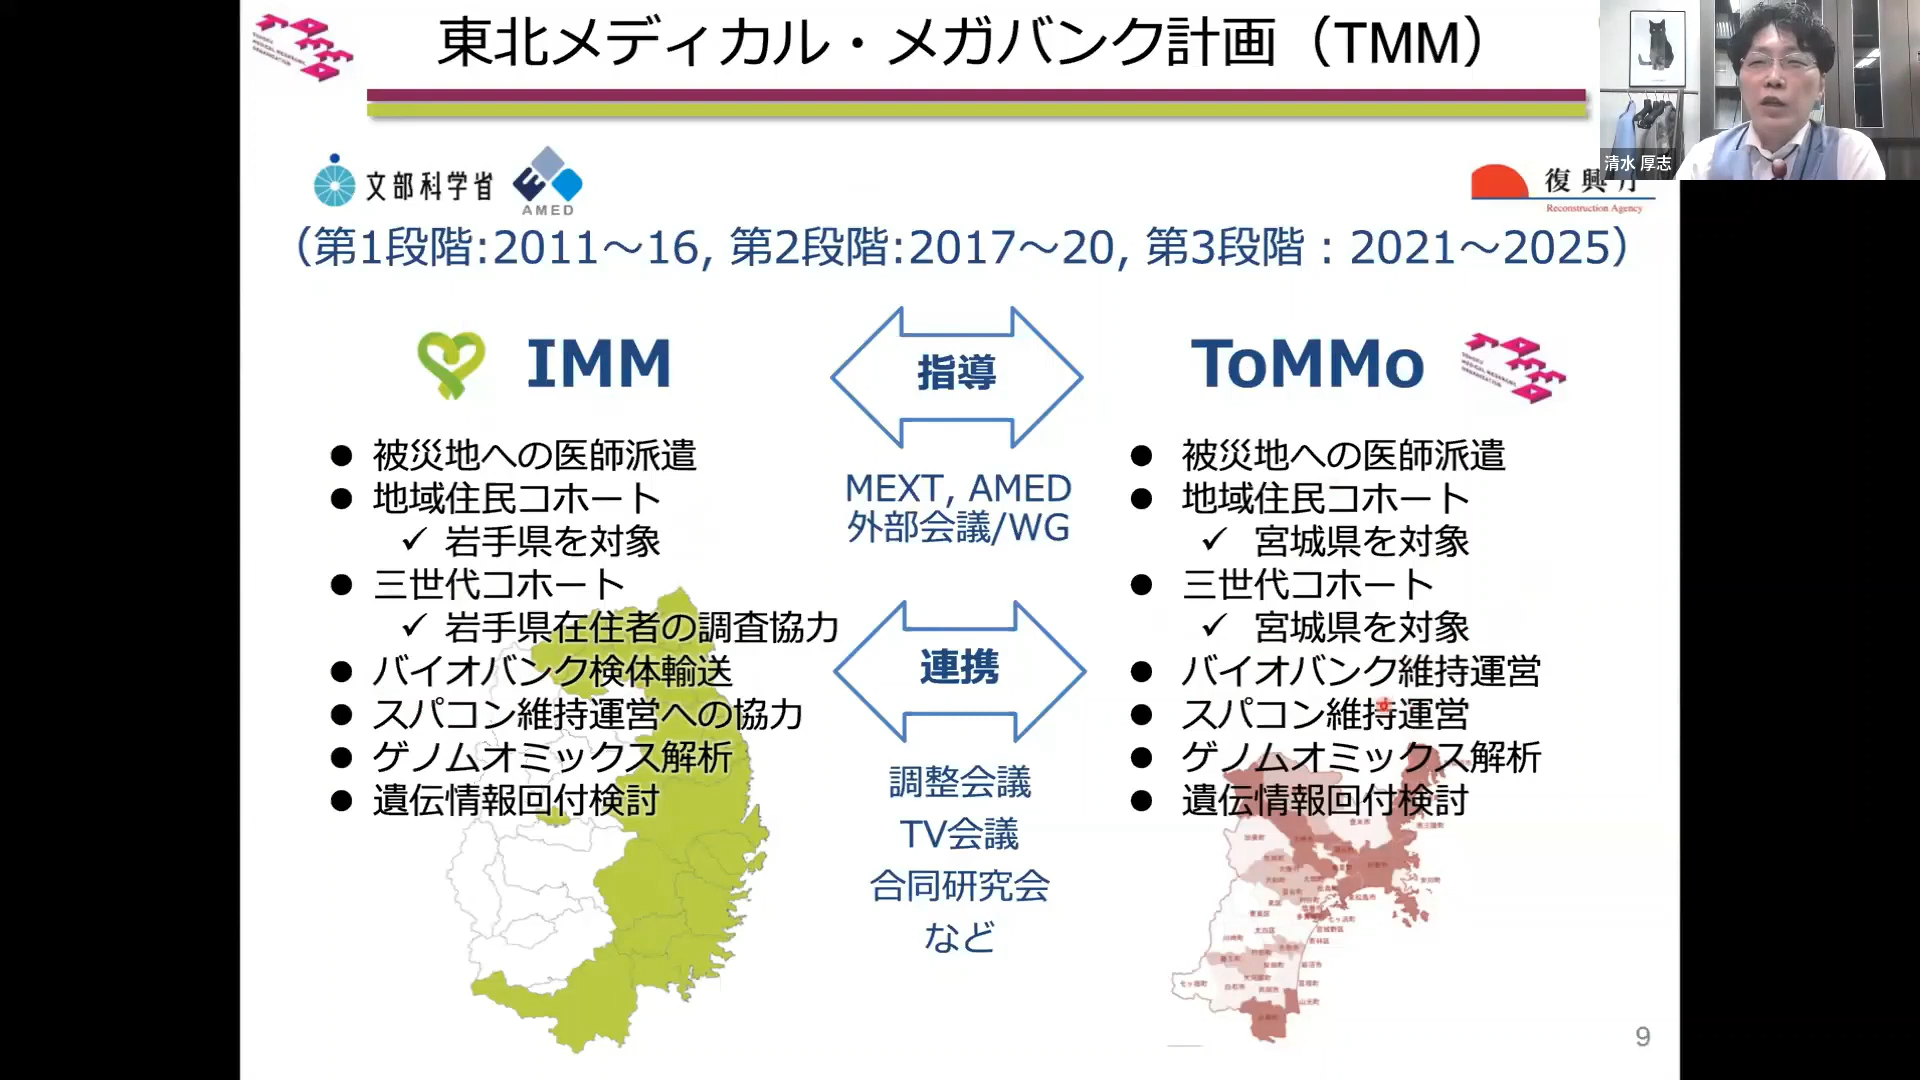 東北メディカル・メガバンク計画（TMM）
清水 厚志
文部科学省
AMED
復興庁
Reconstruction Agency
（第1段階:2011～16, 第2段階:2017～20, 第3段階：2021～2025）
IMM
指導
ToMMo
MEXT, AMED
外部会議/WG
● 被災地への医師派遣
● 地域住民コホート
✓ 岩手県を対象
● 三世代コホート
✓ 岩手県在住者の調査協力
● バイオバンク検体輸送
● スパコン維持運営への協力
● ゲノムオミックス解析
● 遺伝情報回付検討
連携
調整会議
TV会議
合同研究会
など
● 被災地への医師派遣
● 地域住民コホート
✓ 宮城県を対象
● 三世代コホート
✓ 宮城県を対象
● バイオバンク維持運営
● スパコン維持運営
● ゲノムオミックス解析
● 遺伝情報回付検討
9